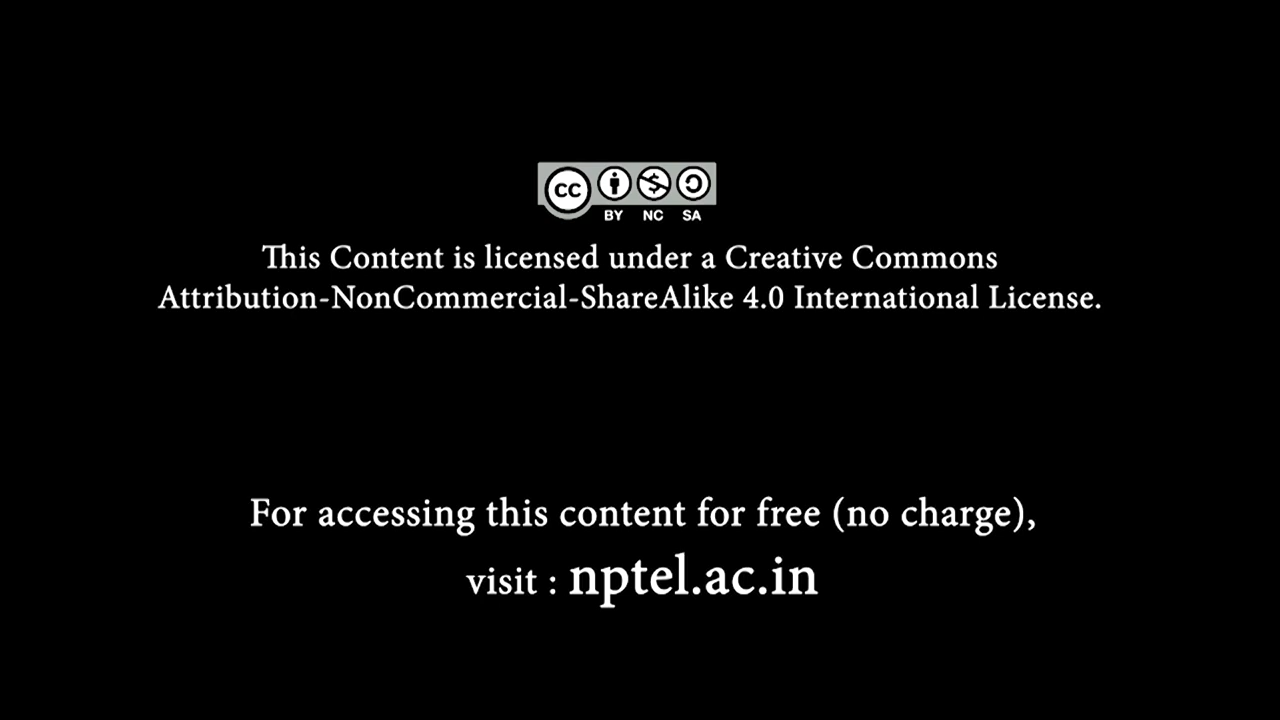 cc
BY NC SA
This Content is licensed under a Creative Commons
Attribution-NonCommercial-ShareAlike 4.0 International License.
For accessing this content for free (no charge),
visit : nptel.ac.in